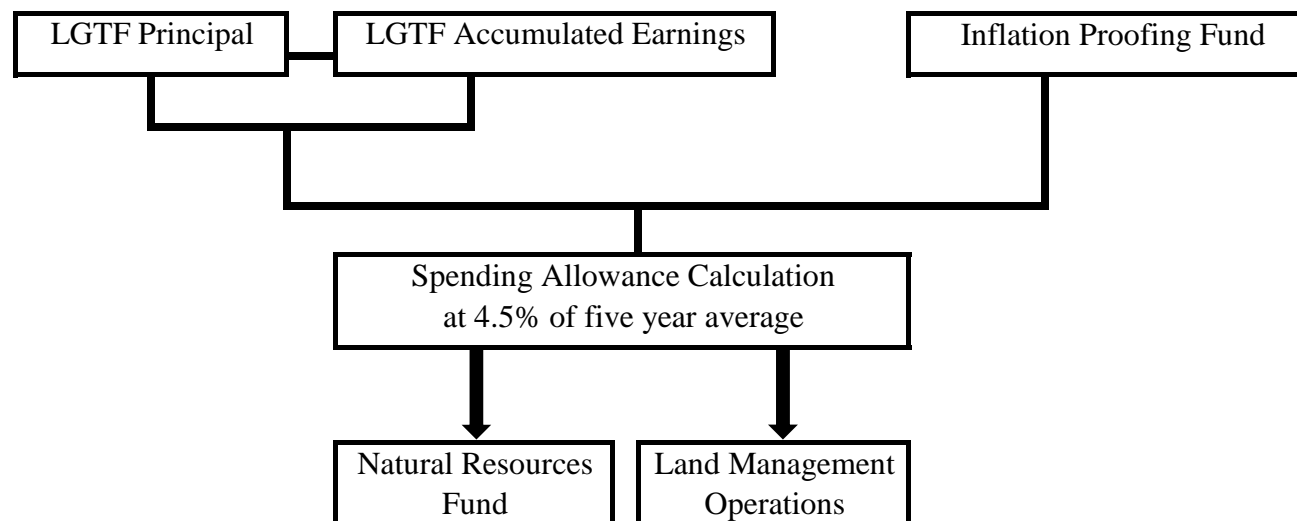 LGTF Principal
LGTF Accumulated Earnings
Inflation Proofing Fund
Spending Allowance Calculation
at 4.5% of five year average
Natural Resources
Fund
Land Management
Operations